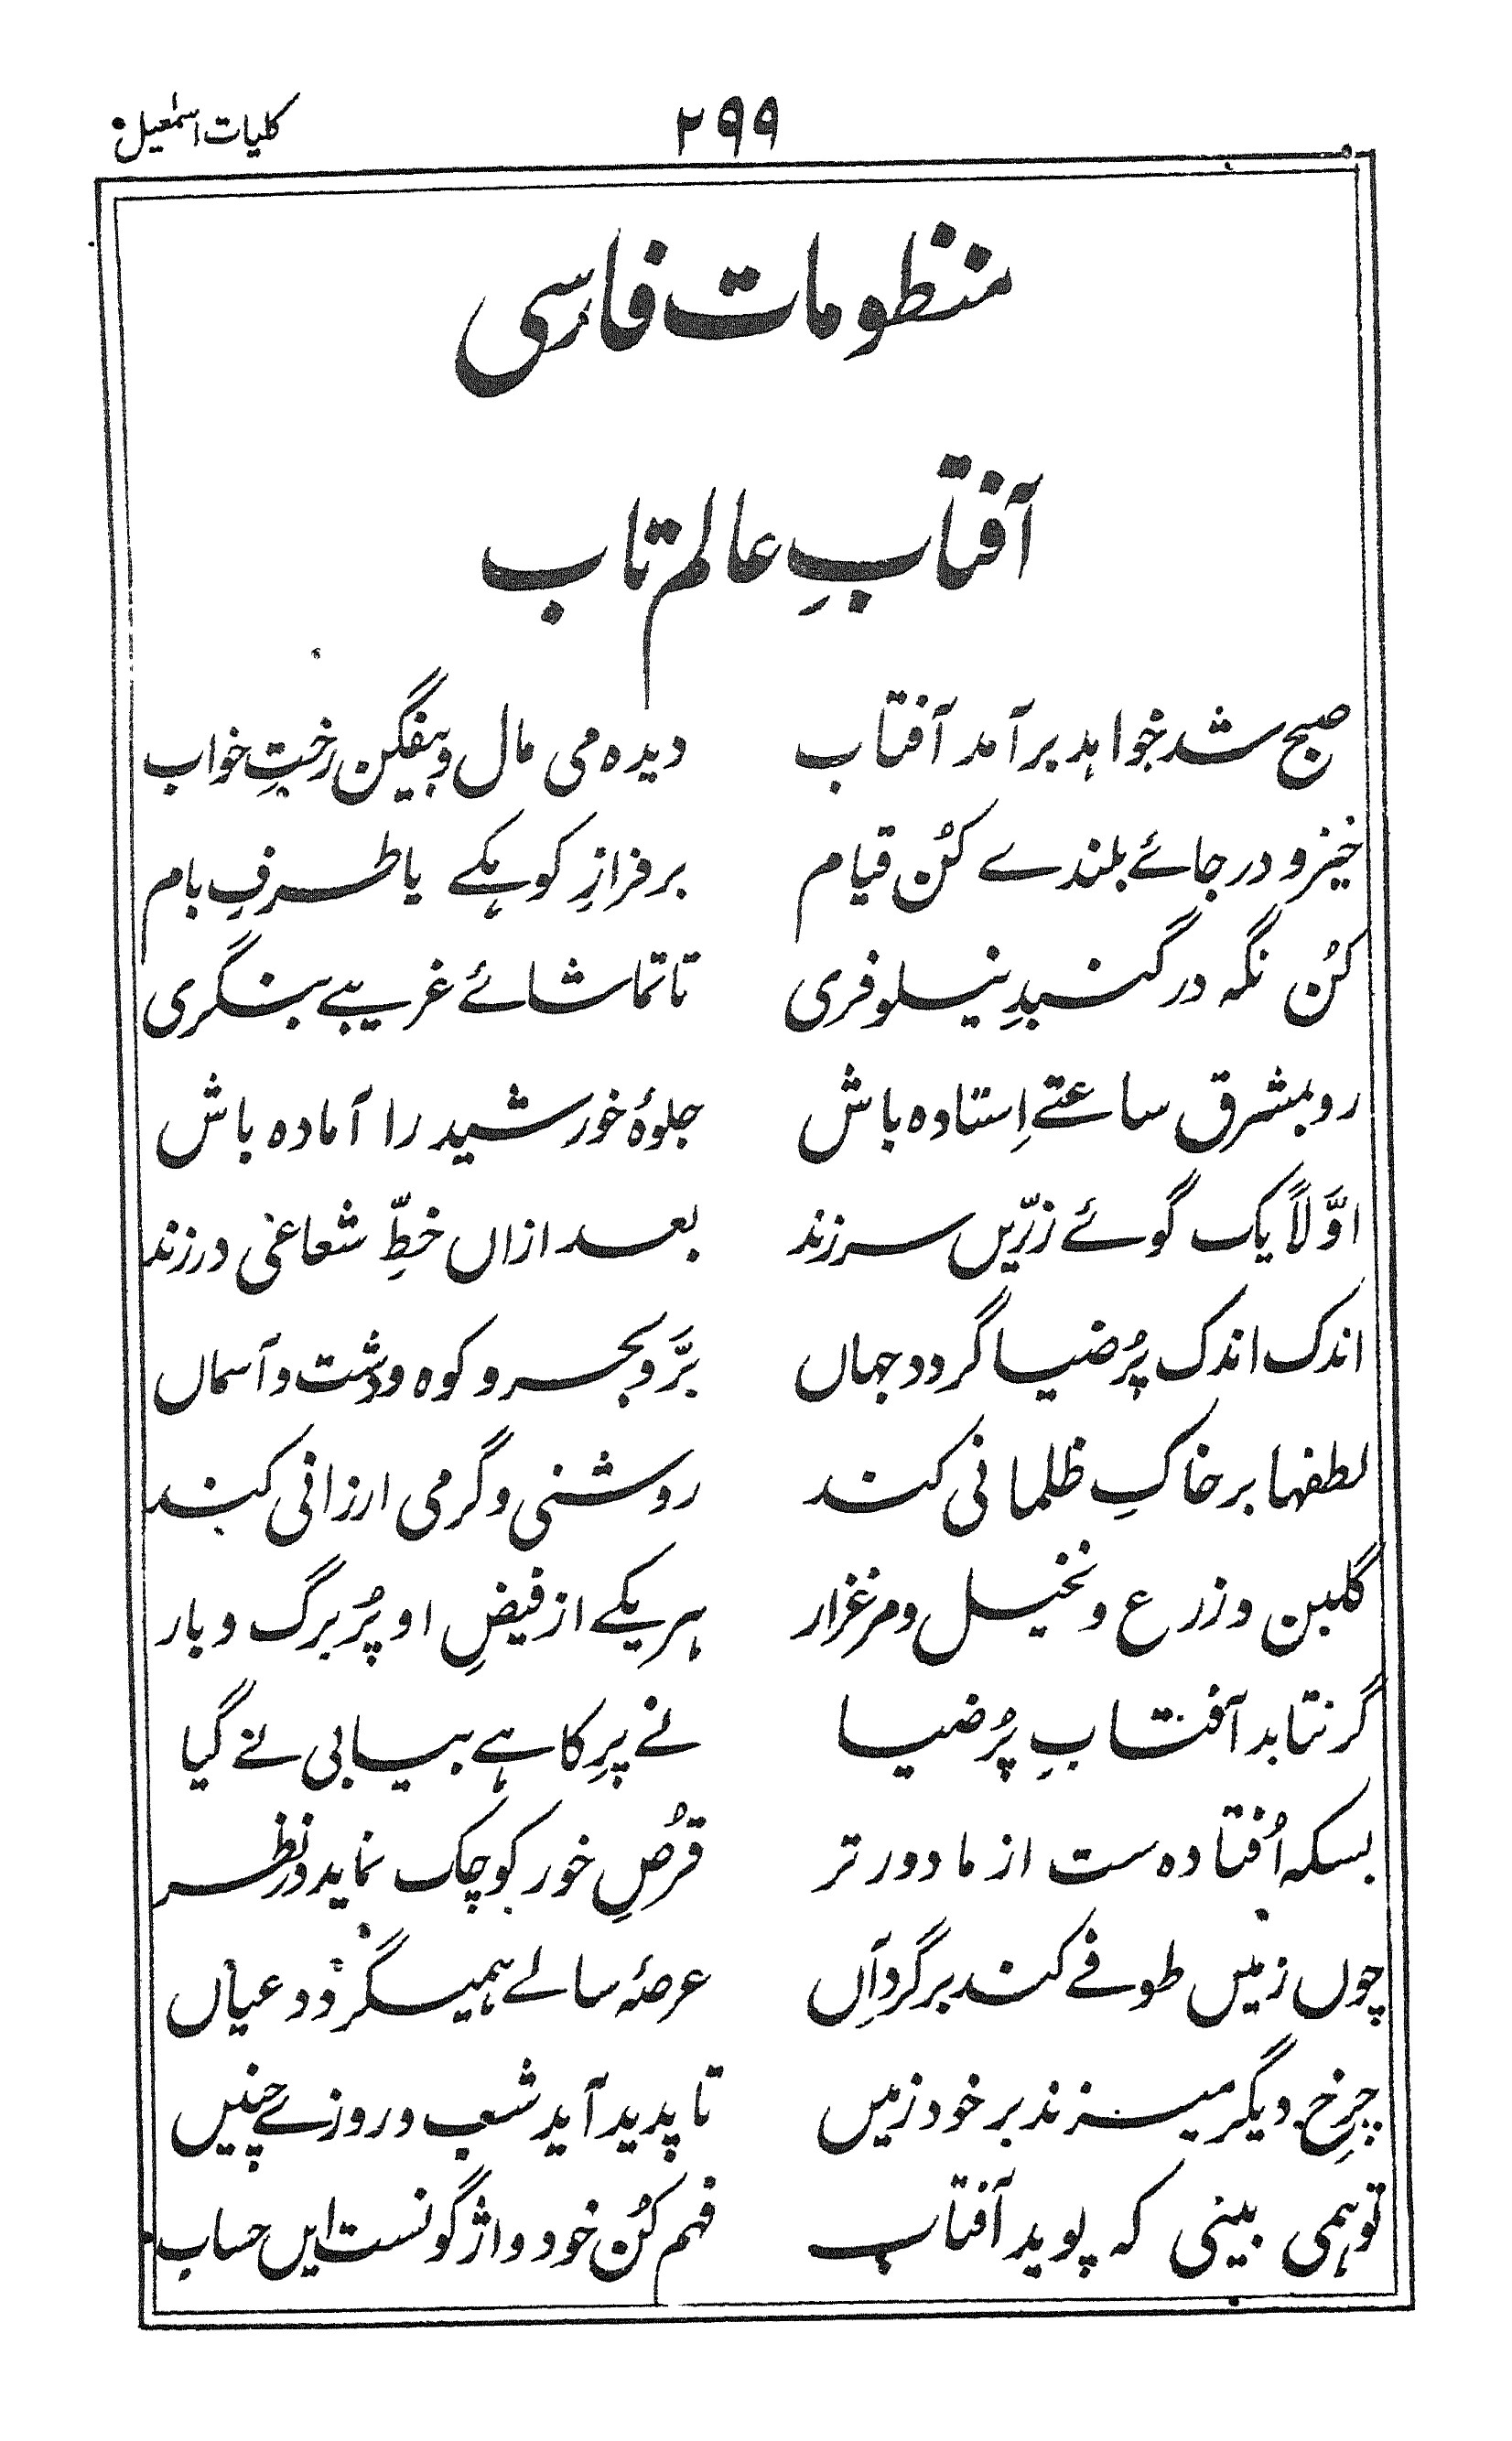 کلیات اسمٰعیل
۲۹۹
منظومات فارسی
آفتابِ عالم تاب
صبح شد خواہد برآمد آفتاب دیدہ می مال و بیفگن رختِ خواب
خیز و در جائے بلندے کُن قیام بر فرازِ کوہکے یا طرفِ بام
کُن نگہ در گنبدِ نیلوفری تا تماشائے غریبے بنگری
رو بمشرق ساعتے اِستادہ باش جلوۂ خورشید را آمادہ باش
اوّلاً یک گوئے زرّیں سر زند بعد ازاں خطِّ شعاعی در زند
اندک اندک پُر ضیا گردد جہاں بَرّ و بحر و کوہ و دشت و آسماں
لطفہا بر خاکِ ظلمانی کند روشنی و گرمی ارزانی کند
گلبن و زرع و نخیل و مرغزار ہر یکے از فیضِ او پُر برگ و بار
گر نتابد آفتابِ پُر ضیا نے پرِ کاہے بیابی نے گیا
بسکہ اُفتادہ ست از ما دور تر قرُصِ خور کوچک نماید در نظر
چوں زمیں طوفے کند بر گردِ آں عرصۂ سالے ہمیگردد عیاں
چرخِ دیگر میزند بر خود زمیں تا پدید آید شب و روزے چنیں
تو ہمی بینی کہ پوید آفتاب فہم کُن خود واژگونست ایں حساب